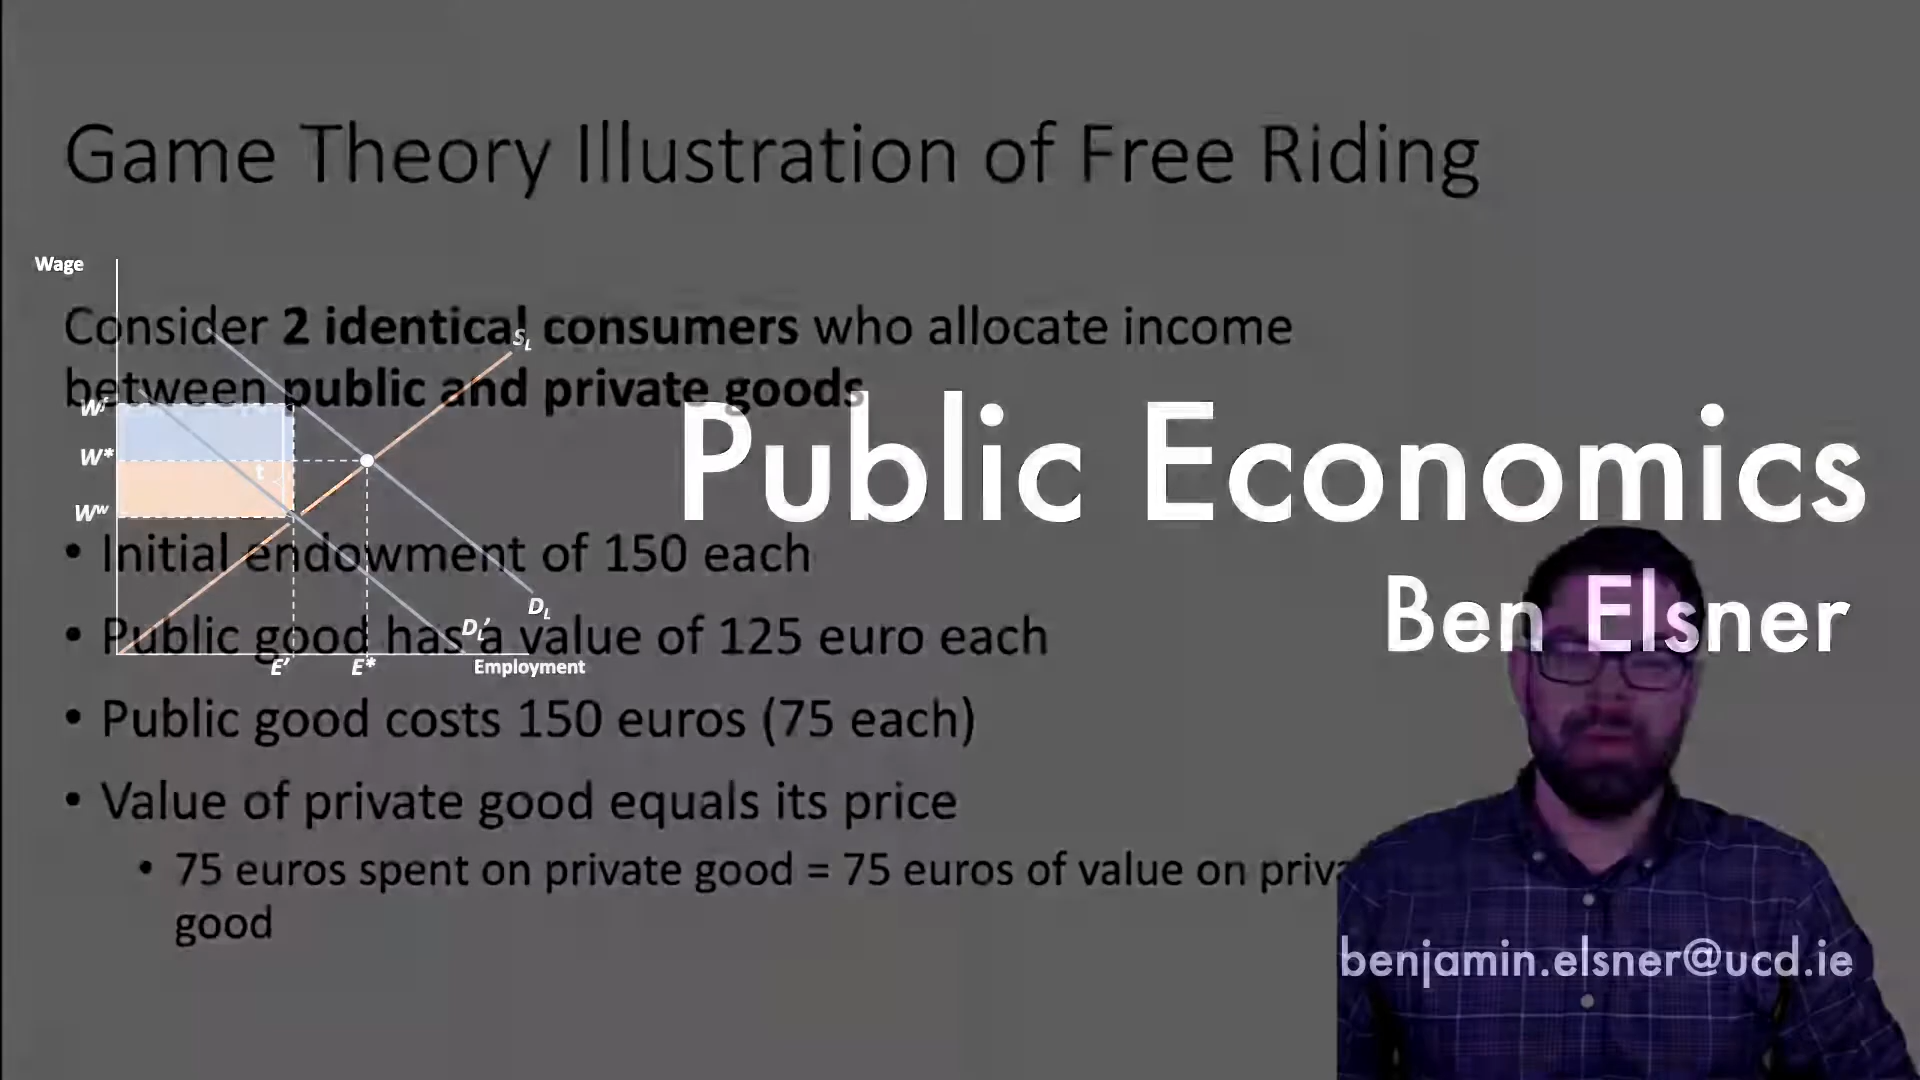 Game Theory Illustration of Free Riding
Wage
Consider 2 identical consumers who allocate income
between public and private goods
S_L
W^f
W*
t
W^w
Public Economics
Ben Elsner
• Initial endowment of 150 each
D_L
• Public good has a value of 125 euro each
D_L'
E'
E*
Employment
• Public good costs 150 euros (75 each)
• Value of private good equals its price
• 75 euros spent on private good = 75 euros of value on
good
benjamin.elsner@ucd.ie